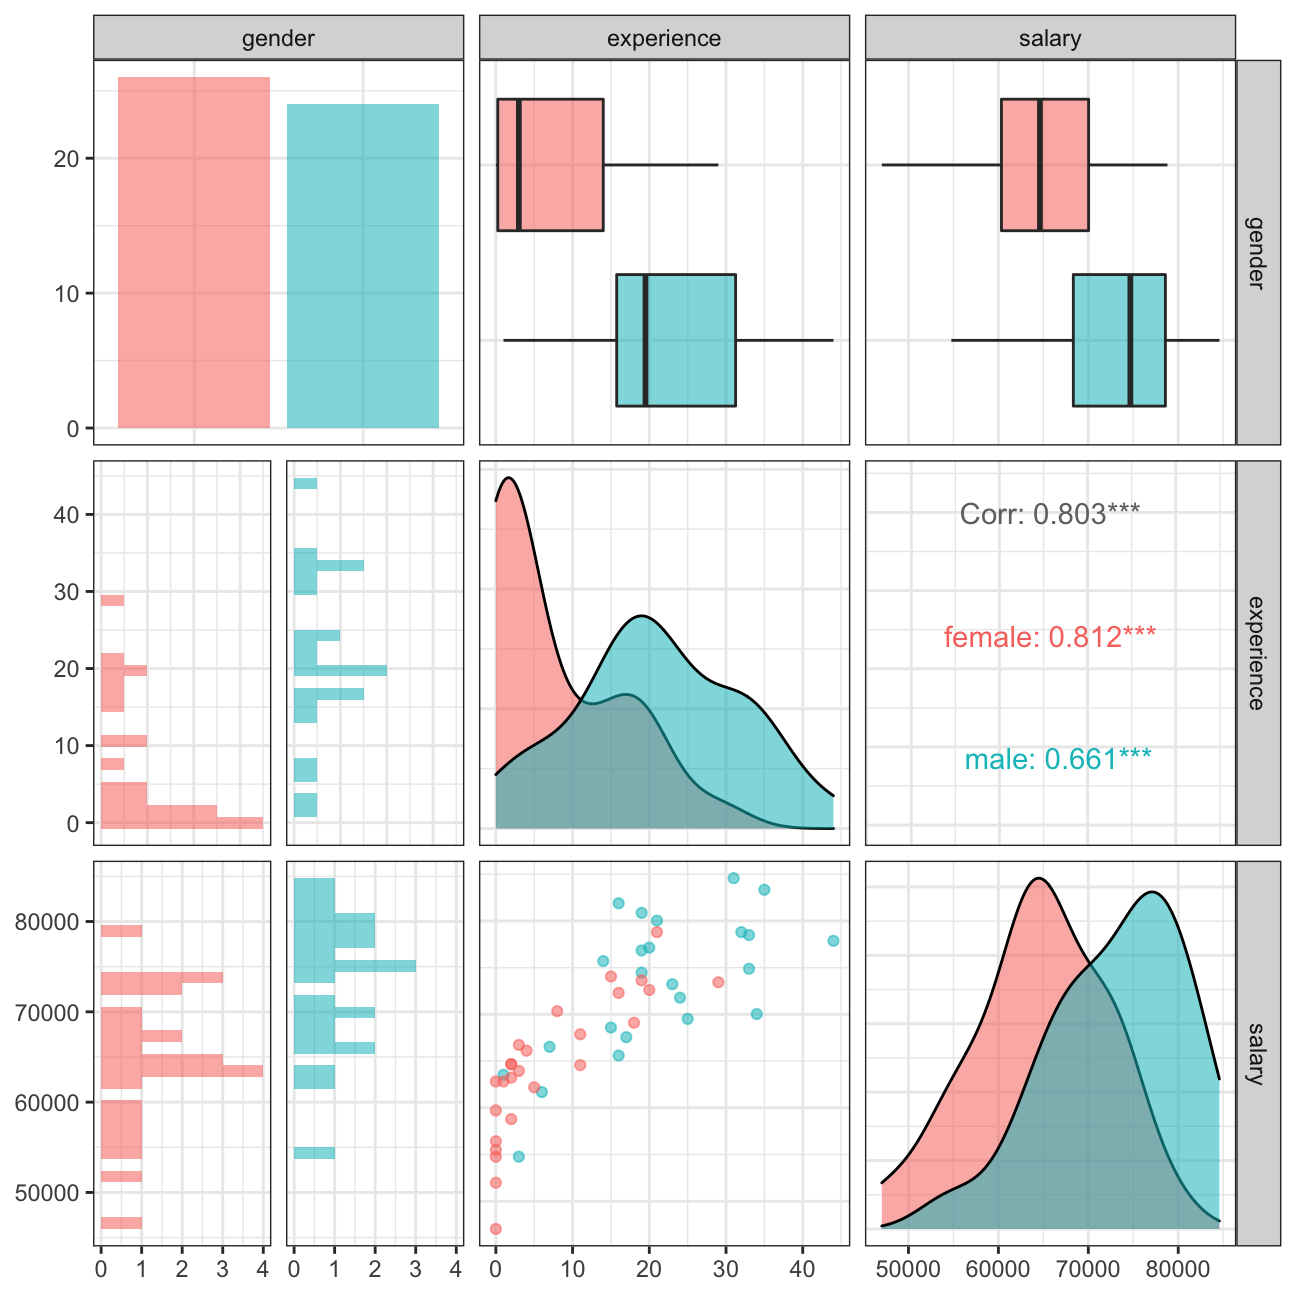 gender experience salary
20
10
0
gender
Corr: 0.803***
female: 0.812***
male: 0.661***
40
30
20
10
0
experience
80000
70000
60000
50000
salary
0 1 2 3 4 0 1 2 3 4 0 10 20 30 40 50000 60000 70000 80000